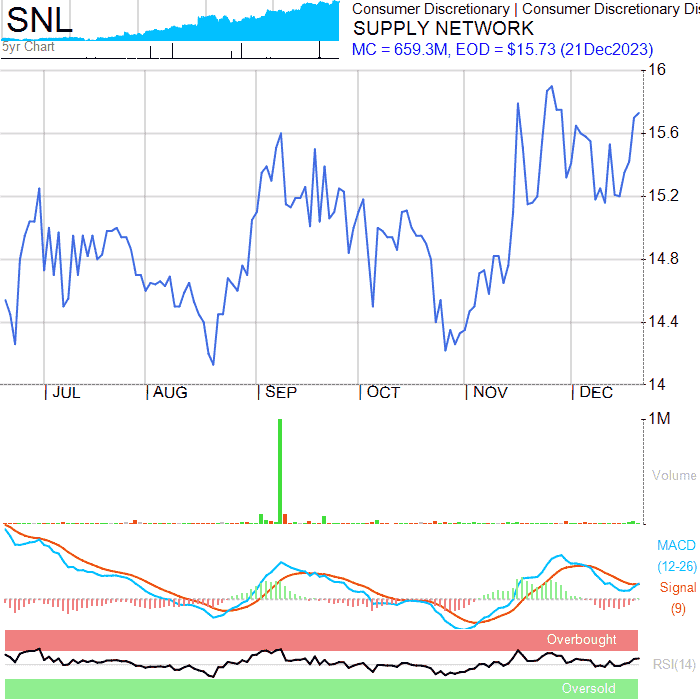 SNL
5yr Chart
Consumer Discretionary | Consumer Discretionary Dis
SUPPLY NETWORK
MC = 659.3M, EOD = $15.73 (21Dec2023)
16
15.6
15.2
14.8
14.4
14
| JUL | AUG | SEP | OCT | NOV | DEC
1M
Volume
MACD
(12-26)
Signal
(9)
Overbought
RSI(14)
Oversold